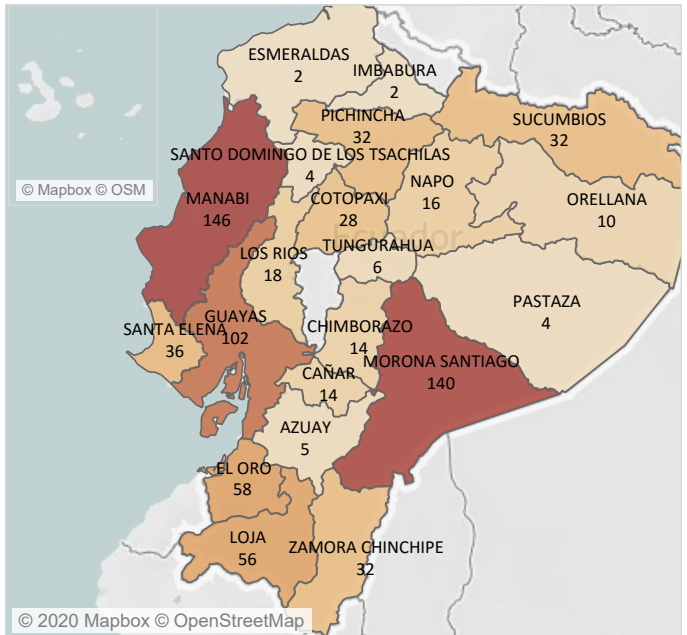 ESMERALDAS
2
IMBABURA
2
PICHINCHA
32
SUCUMBIOS
32
SANTO DOMINGO DE LOS TSACHILAS
4
© Mapbox © OSM
MANABI
146
COTOPAXI
28
NAPO
16
ORELLANA
10
Ecuador
TUNGURAHUA
6
LOS RIOS
18
PASTAZA
4
GUAYAS
102
SANTA ELENA
36
CHIMBORAZO
14
MORONA SANTIAGO
140
CAÑAR
14
AZUAY
5
EL ORO
58
LOJA
56
ZAMORA CHINCHIPE
32
© 2020 Mapbox © OpenStreetMap